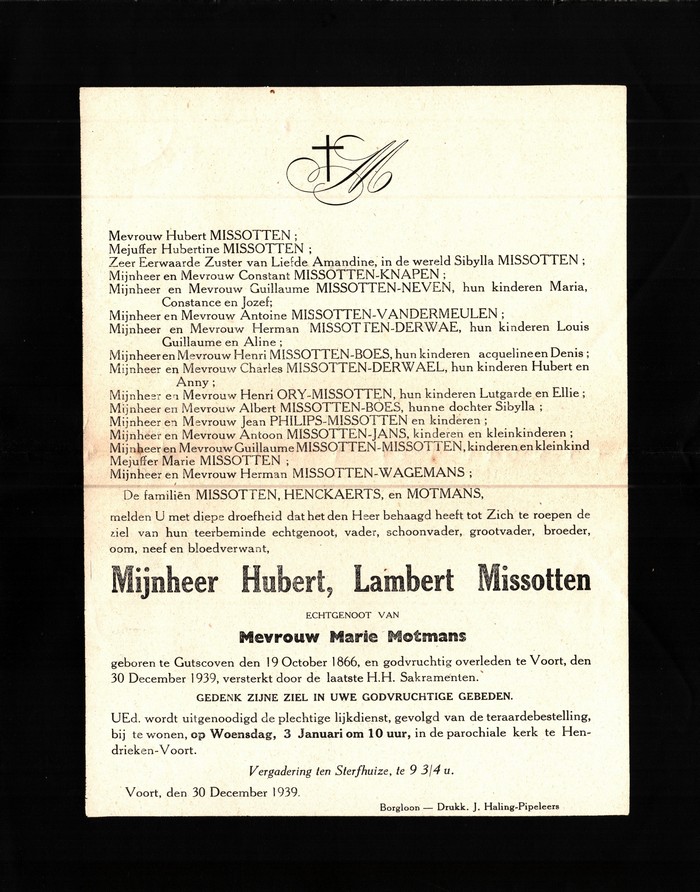 M
Mevrouw Hubert MISSOTTEN ;
Mejuffer Hubertine MISSOTTEN ;
Zeer Eerwaarde Zuster van Liefde Amandine, in de wereld Sibylla MISSOTTEN ;
Mijnheer en Mevrouw Constant MISSOTTEN-KNAPEN ;
Mijnheer en Mevrouw Guillaume MISSOTTEN-NEVEN, hun kinderen Maria,
Constance en Jozef;
Mijnheer en Mevrouw Antoine MISSOTTEN-VANDERMEULEN ;
Mijnheer en Mevrouw Herman MISSOTTEN-DERWAE, hun kinderen Louis
Guillaume en Aline ;
Mijnheer en Mevrouw Henri MISSOTTEN-BOES, hun kinderen acqueline en Denis ;
Mijnheer en Mevrouw Charles MISSOTTEN-DERWAEL, hun kinderen Hubert en
Anny ;
Mijnheer en Mevrouw Henri ORY-MISSOTTEN, hun kinderen Lutgarde en Ellie ;
Mijnheer en Mevrouw Albert MISSOTTEN-BOES, hunne dochter Sibylla ;
Mijnheer en Mevrouw Jean PHILIPS-MISSOTTEN en kinderen ;
Mijnheer en Mevrouw Antoon MISSOTTEN-JANS, kinderen en kleinkinderen ;
Mijnheer en Mevrouw Guillaume MISSOTTEN-MISSOTTEN, kinderen en kleinkind
Mejuffer Marie MISSOTTEN ;
Mijnheer en Mevrouw Herman MISSOTTEN-WAGEMANS ;
De familiën MISSOTTEN, HENCKAERTS, en MOTMANS,
melden U met diepe droefheid dat het den Heer behaagd heeft tot Zich te roepen de
ziel van hun teerbeminde echtgenoot, vader, schoonvader, grootvader, broeder,
oom, neef en bloedverwant,
Mijnheer Hubert, Lambert Missotten
ECHTGENOOT VAN
Mevrouw Marie Motmans
geboren te Gutscoven den 19 October 1866, en godvruchtig overleden te Voort, den
30 December 1939, versterkt door de laatste H.H. Sakramenten.
GEDENK ZIJNE ZIEL IN UWE GODVRUCHTIGE GEBEDEN.
UEd. wordt uitgenoodigd de plechtige lijkdienst, gevolgd van de teraardebestelling,
bij te wonen, op Woensdag, 3 Januari om 10 uur, in de parochiale kerk te Hen-
drieken-Voort.
Vergadering ten Sterfhuize, te 9 3/4 u.
Voort, den 30 December 1939.
Borgloon — Drukk. J. Haling-Pipeleers